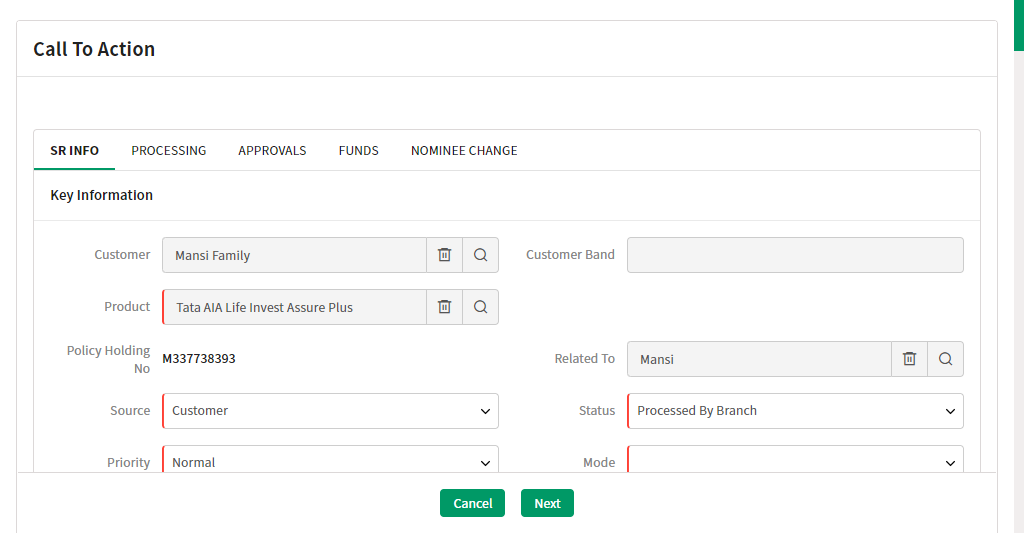 Call To Action
SR INFO PROCESSING APPROVALS FUNDS NOMINEE CHANGE
Key Information
Customer Mansi Family Customer Band
Product Tata AIA Life Invest Assure Plus
Policy Holding
No M337738393 Related To Mansi
Source Customer Status Processed By Branch
Priority Normal Mode
Cancel Next